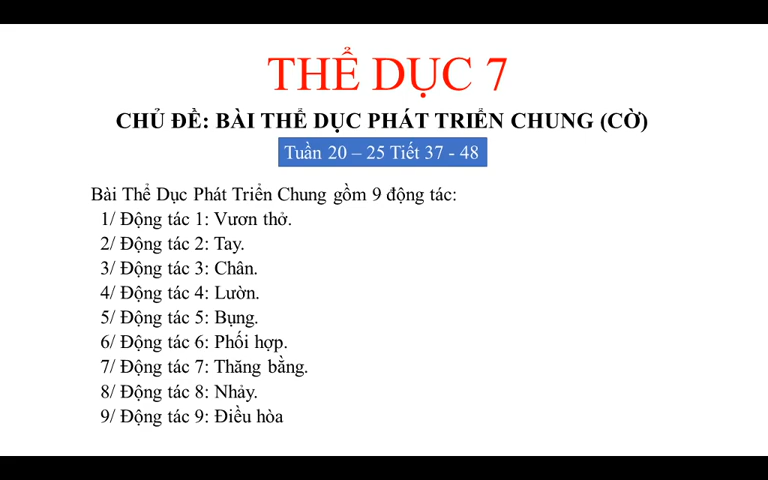 THỂ DỤC 7
CHỦ ĐỀ: BÀI THỂ DỤC PHÁT TRIỂN CHUNG (CỜ)
Tuần 20 – 25 Tiết 37 - 48
Bài Thể Dục Phát Triển Chung gồm 9 động tác:
1/ Động tác 1: Vươn thở.
2/ Động tác 2: Tay.
3/ Động tác 3: Chân.
4/ Động tác 4: Lườn.
5/ Động tác 5: Bụng.
6/ Động tác 6: Phối hợp.
7/ Động tác 7: Thăng bằng.
8/ Động tác 8: Nhảy.
9/ Động tác 9: Điều hòa